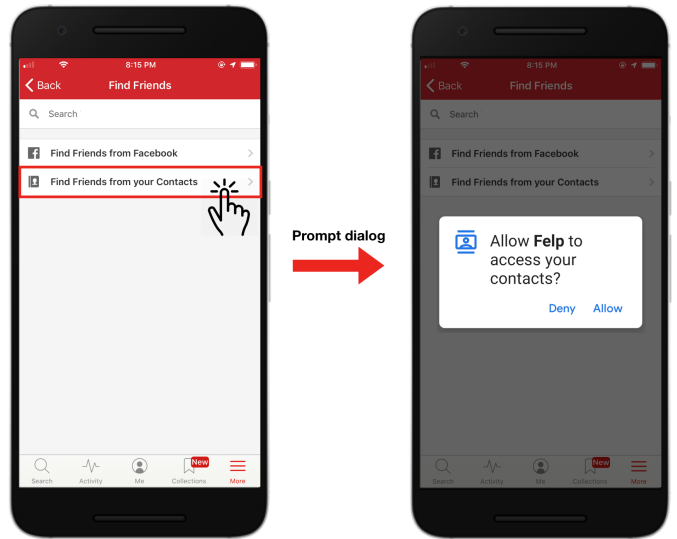 8:15 PM
Back
Find Friends
Search
Find Friends from Facebook
Find Friends from your Contacts
Search
Activity
Me
New
Collections
More
Prompt dialog
8:15 PM
Back
Find Friends
Search
Find Friends from Facebook
Find Friends from your Contacts
Allow Felp to
access your
contacts?
Deny
Allow
Search
Activity
Me
New
Collections
More